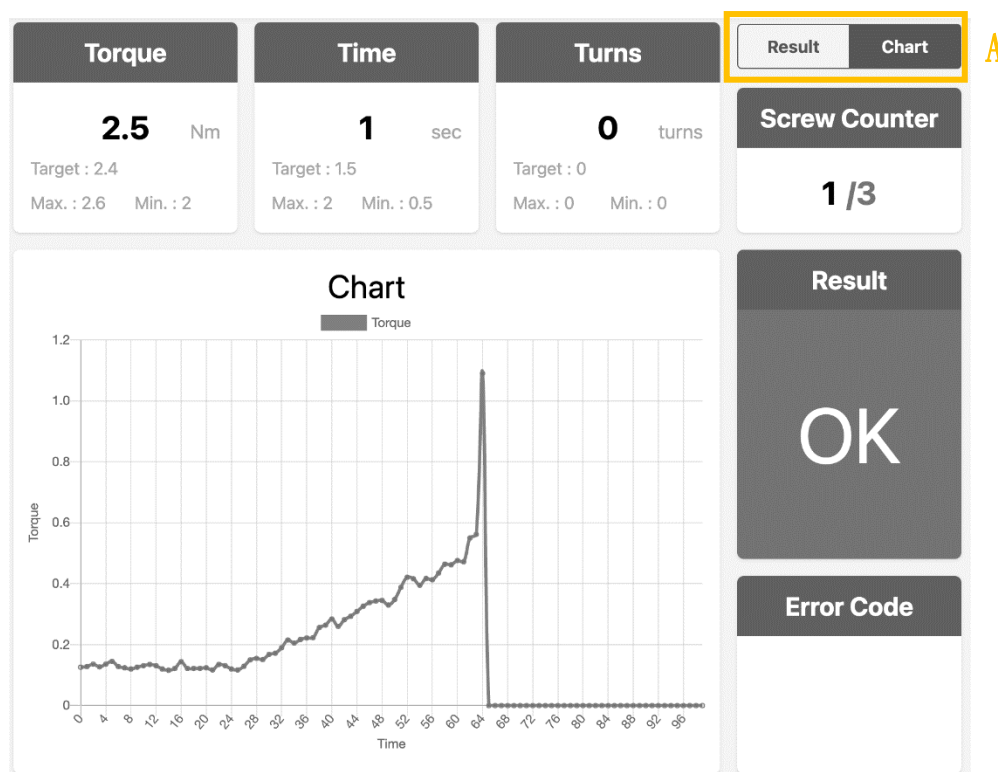 Torque
2.5 Nm
Target : 2.4
Max. : 2.6 Min. : 2
Time
1 sec
Target : 1.5
Max. : 2 Min. : 0.5
Turns
0 turns
Target : 0
Max. : 0 Min. : 0
Result Chart
A
Screw Counter
1 /3
Chart
Torque
1.2
1.0
0.8
0.6
0.4
0.2
0
Torque
0 4 8 12 16 20 24 28 32 36 40 44 48 52 56 60 64 68 72 76 80 84 88 92 96
Time
Result
OK
Error Code